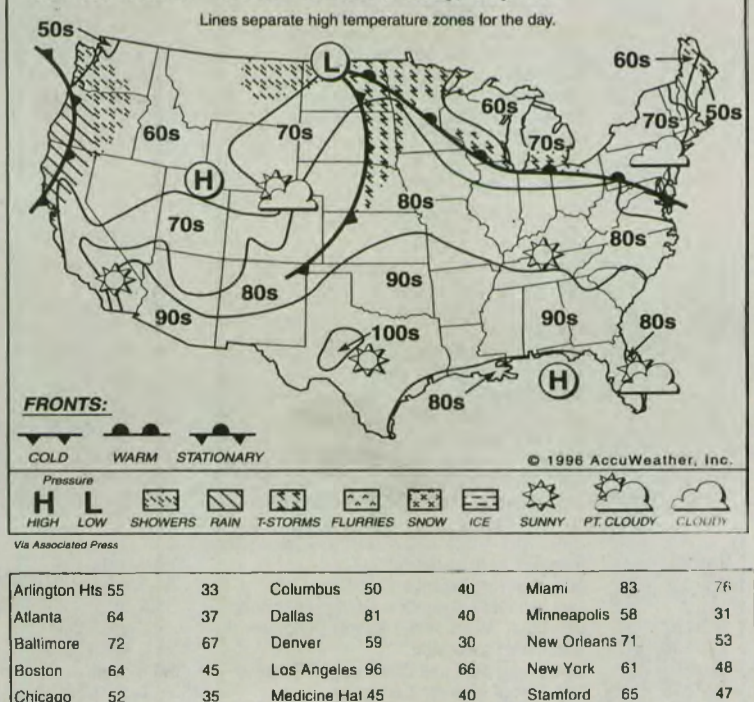 Lines separate high temperature zones for the day.
50s
L
60s
60s
50s
60s
70s
70s
70s
H
80s
70s
80s
80s
90s
90s
90s
80s
100s
H
80s
FRONTS:
COLD WARM STATIONARY
© 1996 AccuWeather, Inc.
Pressure
H L
HIGH LOW SHOWERS RAIN T-STORMS FLURRIES SNOW ICE SUNNY PT. CLOUDY CLOUDY
Via Associated Press
Arlington Hts 55 33 Columbus 50 40 Miami 83 76
Atlanta 64 37 Dallas 81 40 Minneapolis 58 31
Baltimore 72 67 Denver 59 30 New Orleans 71 53
Boston 64 45 Los Angeles 96 66 New York 61 48
Chicago 52 35 Medicine Hat 45 40 Stamford 65 47